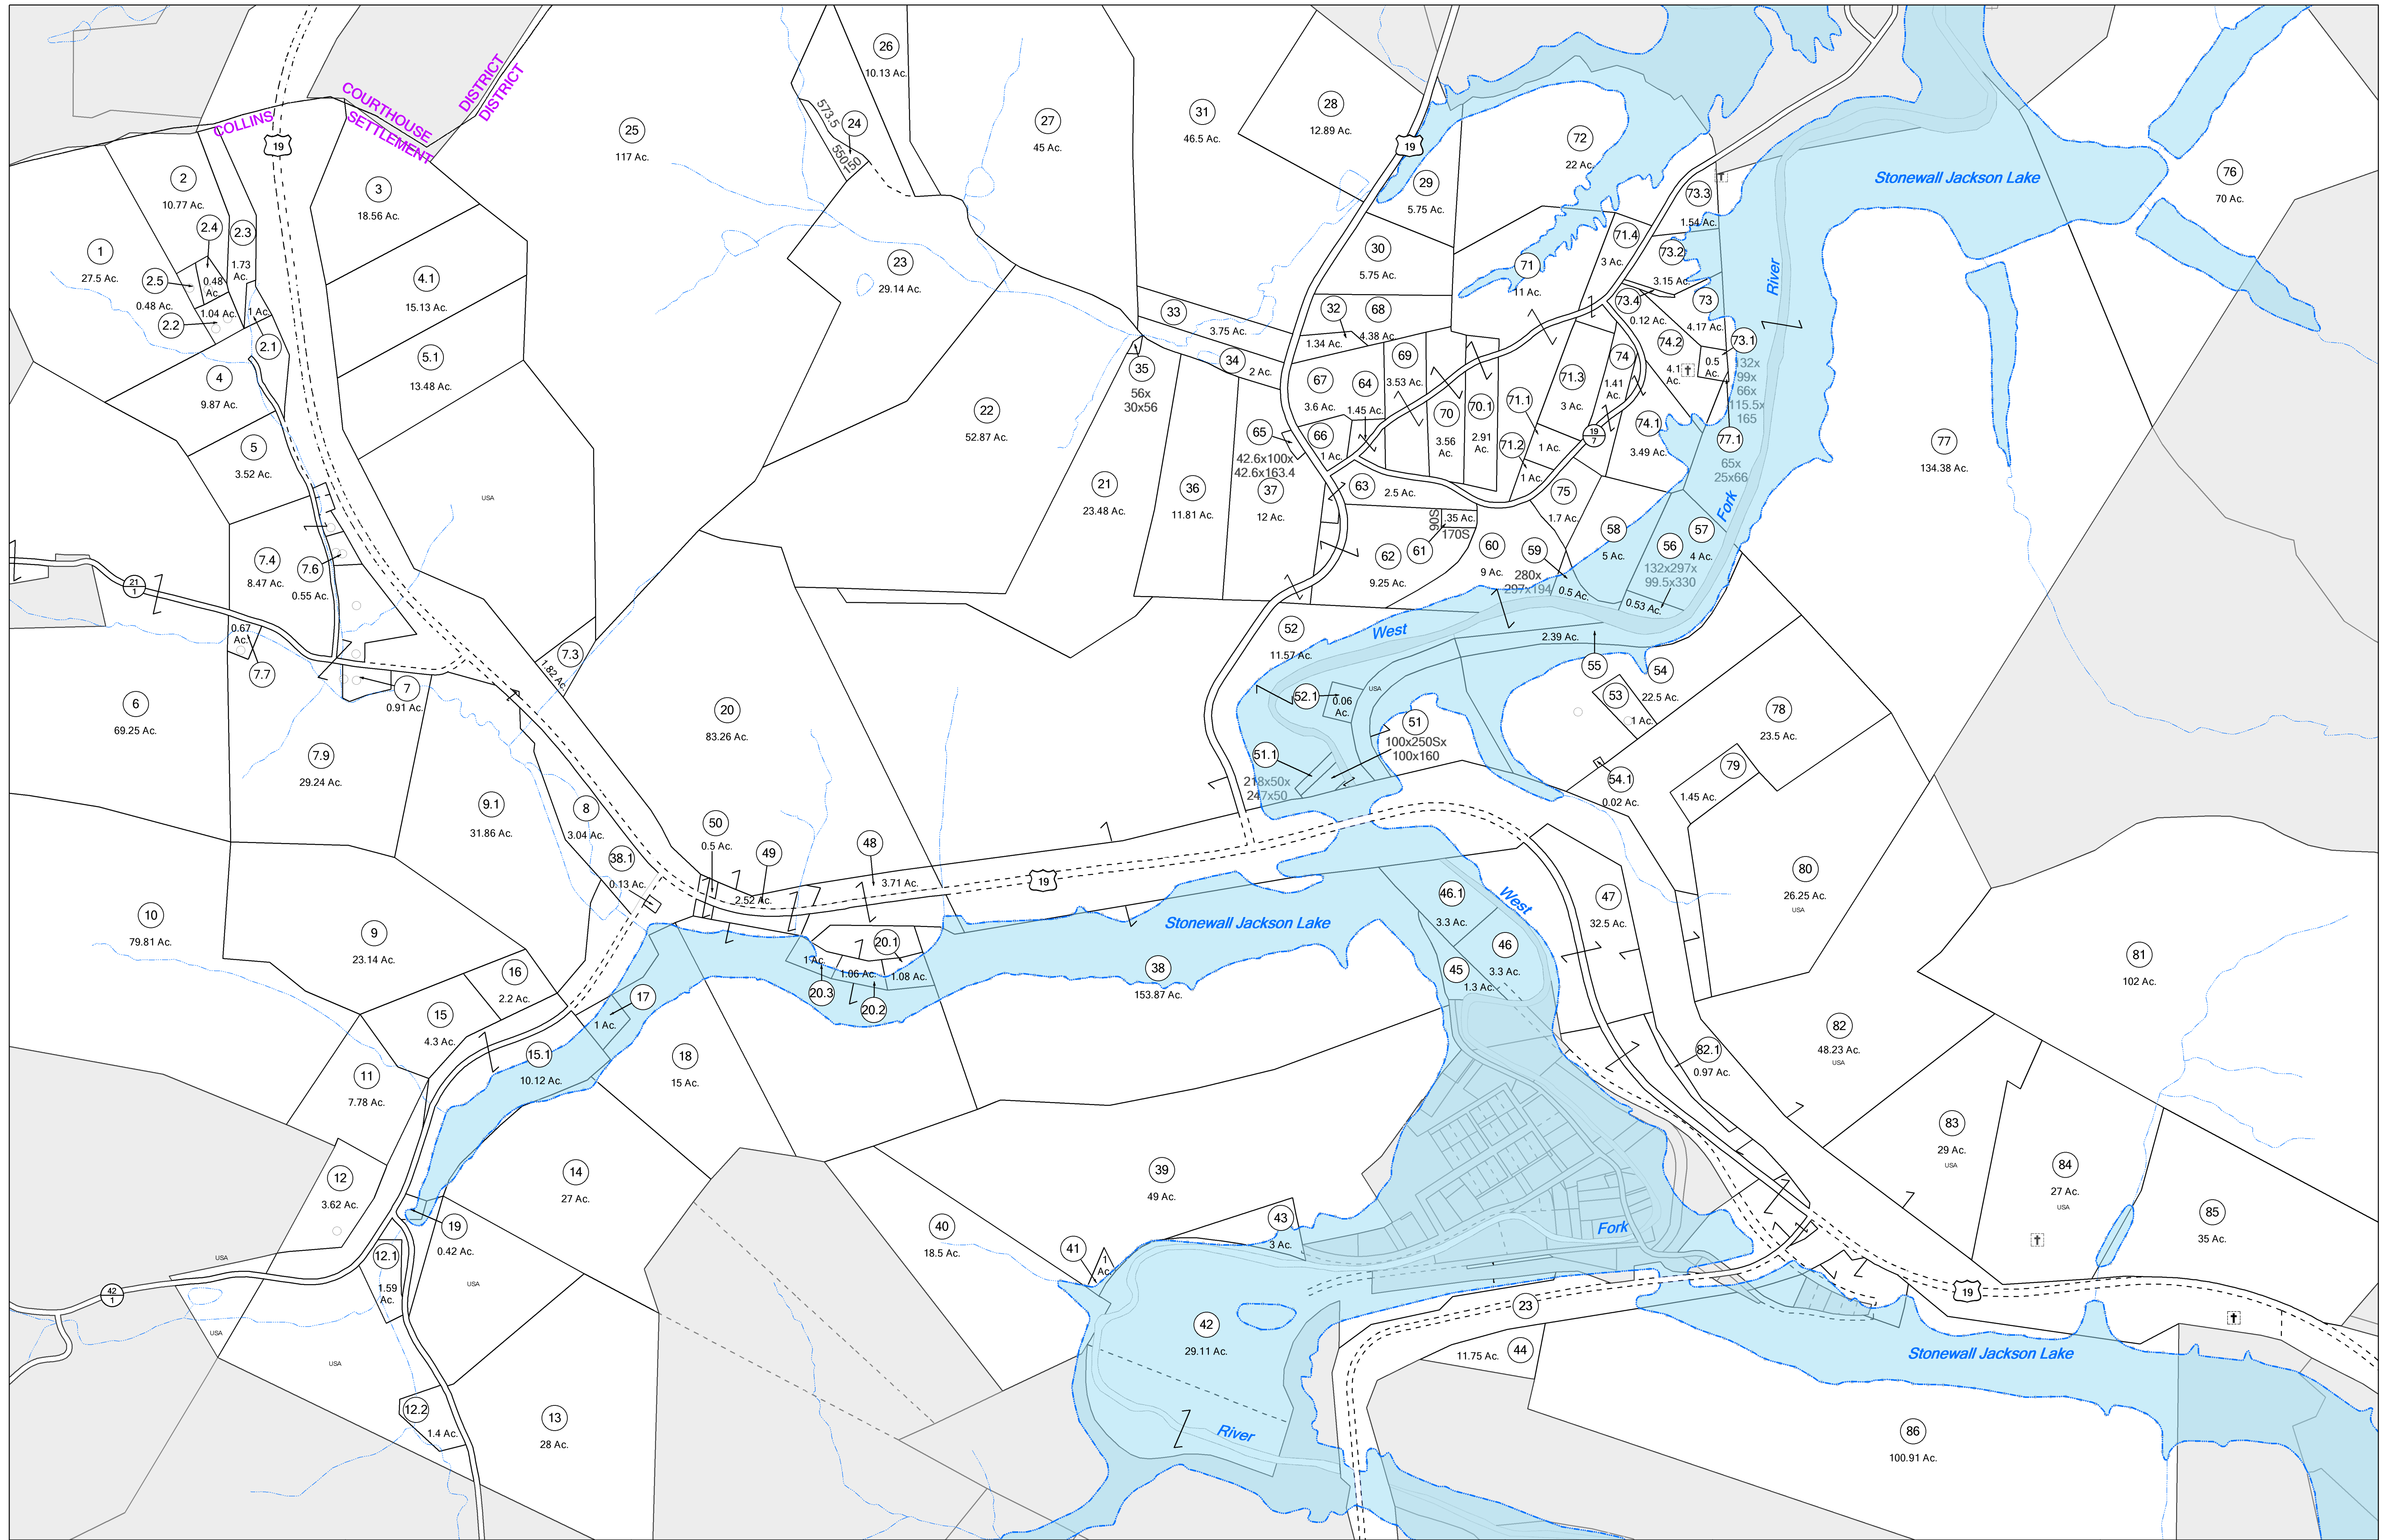 COLLINS
COURTHOUSE
DISTRICT
SETTLEMENT
DISTRICT
19
1
27.5 Ac.
2
10.77 Ac.
2.4
0.48
Ac.
2.3
1.73
Ac.
2.5
0.48 Ac.
2.2
1.04 Ac.
1 Ac.
2.1
3
18.56 Ac.
4.1
15.13 Ac.
5.1
13.48 Ac.
4
9.87 Ac.
5
3.52 Ac.
USA
7.4
8.47 Ac.
7.6
0.55 Ac.
21
1
0.67
Ac.
7.7
7
0.91 Ac.
7.3
1.82 Ac.
6
69.25 Ac.
7.9
29.24 Ac.
9.1
31.86 Ac.
8
3.04 Ac.
38.1
0.13 Ac.
10
79.81 Ac.
9
23.14 Ac.
16
2.2 Ac.
15
4.3 Ac.
17
1 Ac.
15.1
10.12 Ac.
11
7.78 Ac.
12
3.62 Ac.
18
15 Ac.
14
27 Ac.
19
0.42 Ac.
USA
12.1
1.59
Ac.
USA
42
1
USA
USA
12.2
1.4 Ac.
13
28 Ac.
25
117 Ac.
26
10.13 Ac.
24
573.5
550
150
27
45 Ac.
23
29.14 Ac.
22
52.87 Ac.
20
83.26 Ac.
50
0.5 Ac.
49
2.52 Ac.
48
3.71 Ac.
19
20.1
1.08 Ac.
1 Ac.
1.06 Ac.
20.3
20.2
31
46.5 Ac.
28
12.89 Ac.
19
29
5.75 Ac.
30
5.75 Ac.
33
3.75 Ac.
34
2 Ac.
35
56x
30x56
32
1.34 Ac.
68
4.38 Ac.
69
3.53 Ac.
67
3.6 Ac.
64
1.45 Ac.
65
42.6x100x
42.6x163.4
66
1 Ac.
70
3.56
Ac.
70.1
2.91
Ac.
21
23.48 Ac.
36
11.81 Ac.
37
12 Ac.
63
2.5 Ac.
90S
.35 Ac.
170S
61
62
9.25 Ac.
60
9 Ac.
59
280x
297x194
0.5 Ac.
72
22 Ac.
71
11 Ac.
71.4
3 Ac.
73.3
1.54 Ac.
73.2
3.15 Ac.
73.4
0.12 Ac.
73
4.17 Ac.
73.1
0.5
Ac.
132x
99x
66x
115.5x
165
74.2
4.1
Ac.
74
1.41
Ac.
71.3
3 Ac.
71.1
1 Ac.
71.2
1 Ac.
19
7
74.1
3.49 Ac.
77.1
65x
25x66
75
1.7 Ac.
58
5 Ac.
57
4 Ac.
56
132x297x
99.5x330
0.53 Ac.
River
Fork
West
Stonewall Jackson Lake
76
70 Ac.
77
134.38 Ac.
52
11.57 Ac.
52.1
0.06
Ac.
USA
51
100x250Sx
100x160
51.1
218x50x
247x50
2.39 Ac.
55
54
22.5 Ac.
53
1 Ac.
54.1
0.02 Ac.
78
23.5 Ac.
79
1.45 Ac.
80
26.25 Ac.
USA
47
32.5 Ac.
46.1
3.3 Ac.
West
46
3.3 Ac.
45
1.3 Ac.
Stonewall Jackson Lake
38
153.87 Ac.
81
102 Ac.
82
48.23 Ac.
USA
82.1
0.97 Ac.
83
29 Ac.
USA
84
27 Ac.
USA
85
35 Ac.
39
49 Ac.
40
18.5 Ac.
41
1
Ac.
43
3 Ac.
Fork
42
29.11 Ac.
River
23
44
11.75 Ac.
19
Stonewall Jackson Lake
86
100.91 Ac.